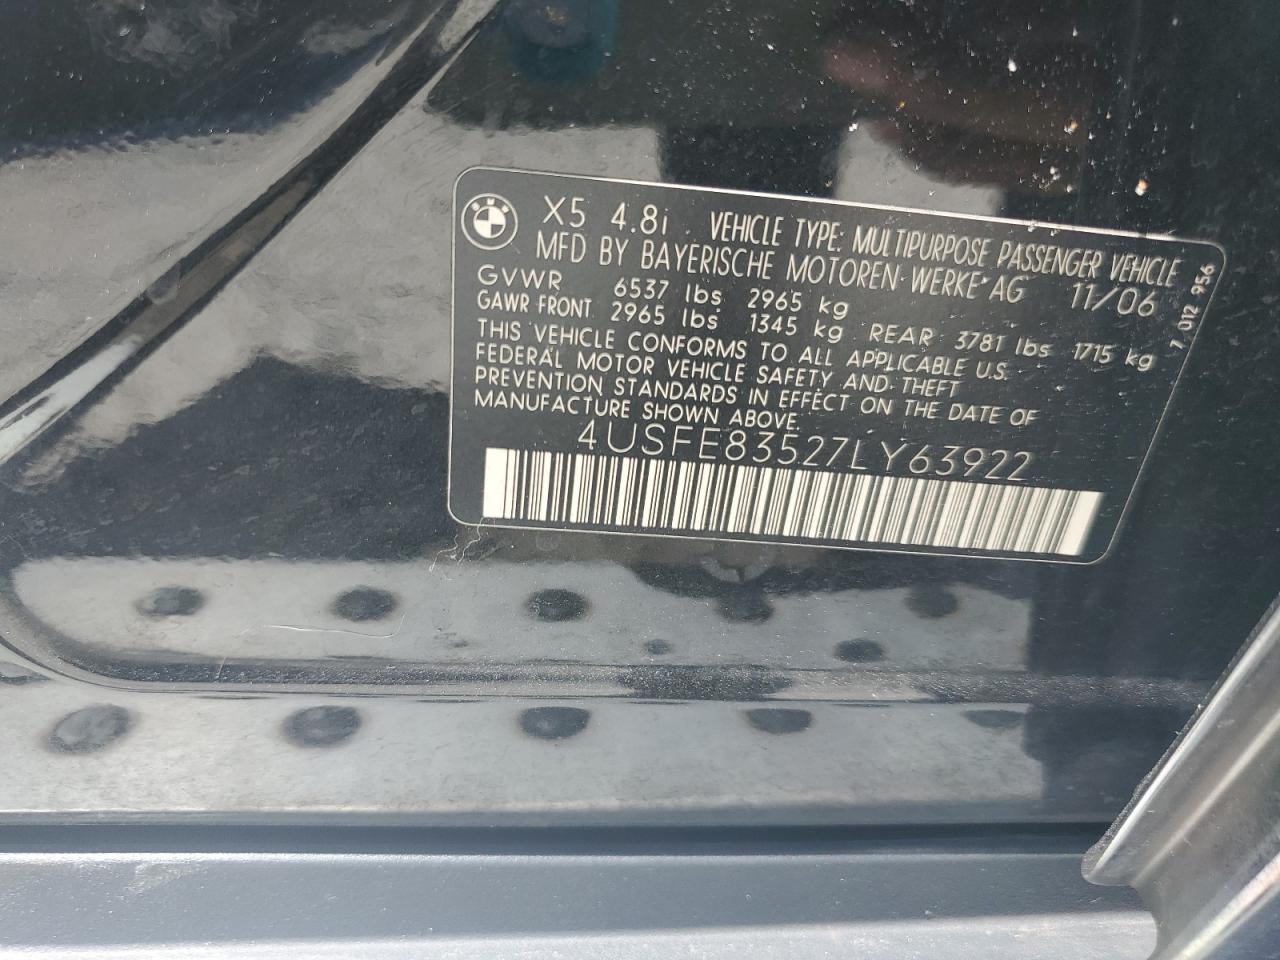 BMW
X5 4.8i VEHICLE TYPE: MULTIPURPOSE PASSENGER VEHICLE
MFD BY BAYERISCHE MOTOREN WERKE AG 11/06
GVWR 6537 lbs 2965 kg
GAWR FRONT 2965 lbs 1345 kg REAR 3781 lbs 1715 kg
THIS VEHICLE CONFORMS TO ALL APPLICABLE U.S.
FEDERAL MOTOR VEHICLE SAFETY AND THEFT
PREVENTION STANDARDS IN EFFECT ON THE DATE OF
MANUFACTURE SHOWN ABOVE.
4USFE83527LY63922
7 012 956